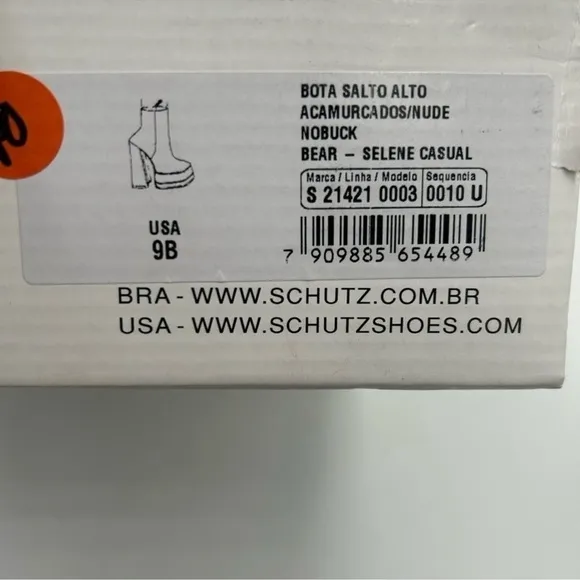 BOTA SALTO ALTO
ACAMURCADOS/NUDE
NOBUCK
BEAR – SELENE CASUAL
Marca / Linha / Modelo Sequencia
S 21421 0003 0010 U
USA
9B
7 909885 654489
BRA - WWW.SCHUTZ.COM.BR
USA - WWW.SCHUTZSHOES.COM